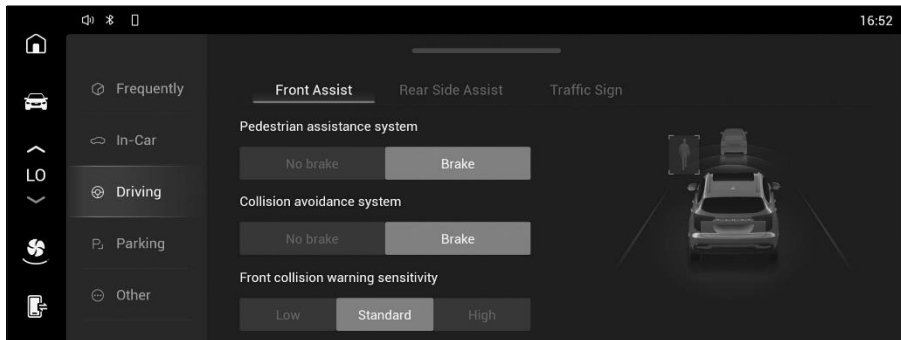 16:52
Frequently
In-Car
Driving
Parking
Other
LO
Front Assist Rear Side Assist Traffic Sign
Pedestrian assistance system
No brake Brake
Collision avoidance system
No brake Brake
Front collision warning sensitivity
Low Standard High